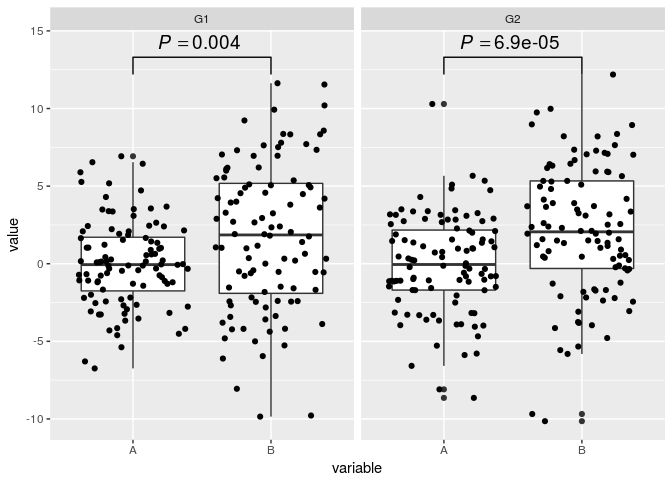 G1
G2
15
P = 0.004
P = 6.9e-05
10
5
0
-5
-10
value
A
B
A
B
variable